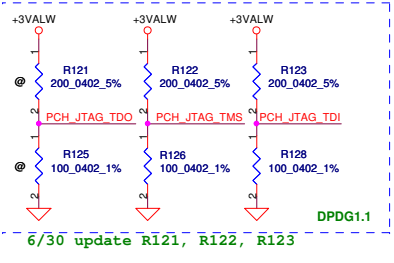 +3VALW +3VALW +3VALW
1 1 1
R121 R122 R123
@ 200_0402_5% 200_0402_5% 200_0402_5%
2 2 2
PCH_JTAG_TDO PCH_JTAG_TMS PCH_JTAG_TDI
1 1 1
R125 R126 R128
@ 100_0402_1% 100_0402_1% 100_0402_1%
2 2 2
DPDG1.1
6/30 update R121, R122, R123